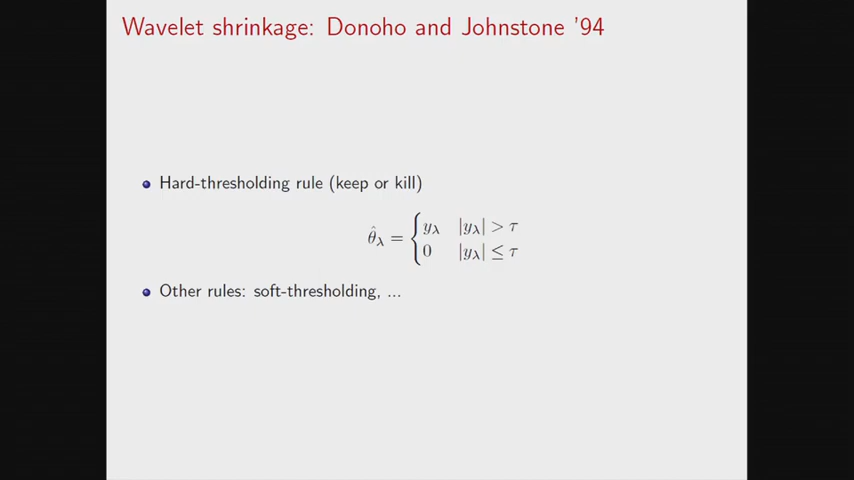 Wavelet shrinkage: Donoho and Johnstone '94
Hard-thresholding rule (keep or kill)
θ̂_λ = { y_λ |y_λ| > τ
0 |y_λ| ≤ τ
Other rules: soft-thresholding, ...